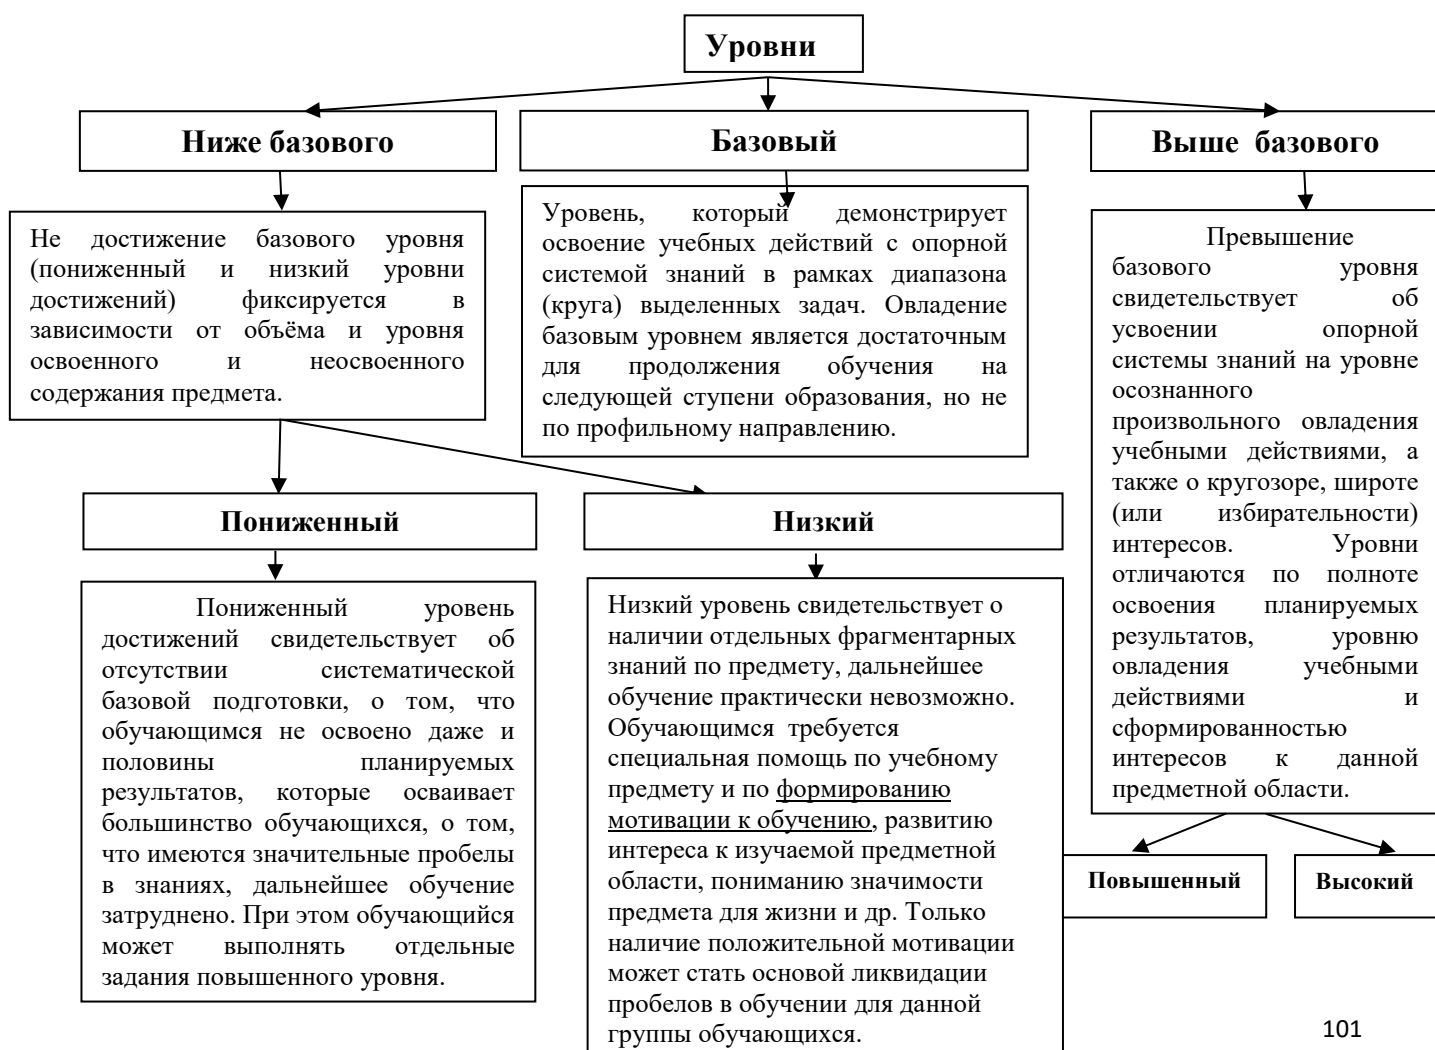 Уровни
Ниже базового
Базовый
Выше базового
Не достижение базового уровня
(пониженный и низкий уровни
достижений) фиксируется в
зависимости от объёма и уровня
освоенного и неосвоенного
содержания предмета.
Уровень, который демонстрирует
освоение учебных действий с опорной
системой знаний в рамках диапазона
(круга) выделенных задач. Овладение
базовым уровнем является достаточным
для продолжения обучения на
следующей ступени образования, но не
по профильному направлению.
Превышение
базового уровня
свидетельствует об
усвоении опорной
системы знаний на уровне
осознанного
произвольного овладения
учебными действиями, а
также о кругозоре, широте
(или избирательности)
интересов. Уровни
отличаются по полноте
освоения планируемых
результатов, уровню
овладения учебными
действиями и
сформированностью
интересов к данной
предметной области.
Пониженный
Низкий
Пониженный уровень
достижений свидетельствует об
отсутствии систематической
базовой подготовки, о том, что
обучающимся не освоено даже и
половины планируемых
результатов, которые осваивает
большинство обучающихся, о том,
что имеются значительные пробелы
в знаниях, дальнейшее обучение
затруднено. При этом обучающийся
может выполнять отдельные
задания повышенного уровня.
Низкий уровень свидетельствует о
наличии отдельных фрагментарных
знаний по предмету, дальнейшее
обучение практически невозможно.
Обучающимся требуется
специальная помощь по учебному
предмету и по формированию
мотивации к обучению, развитию
интереса к изучаемой предметной
области, пониманию значимости
предмета для жизни и др. Только
наличие положительной мотивации
может стать основой ликвидации
пробелов в обучении для данной
группы обучающихся.
Повышенный
Высокий
101